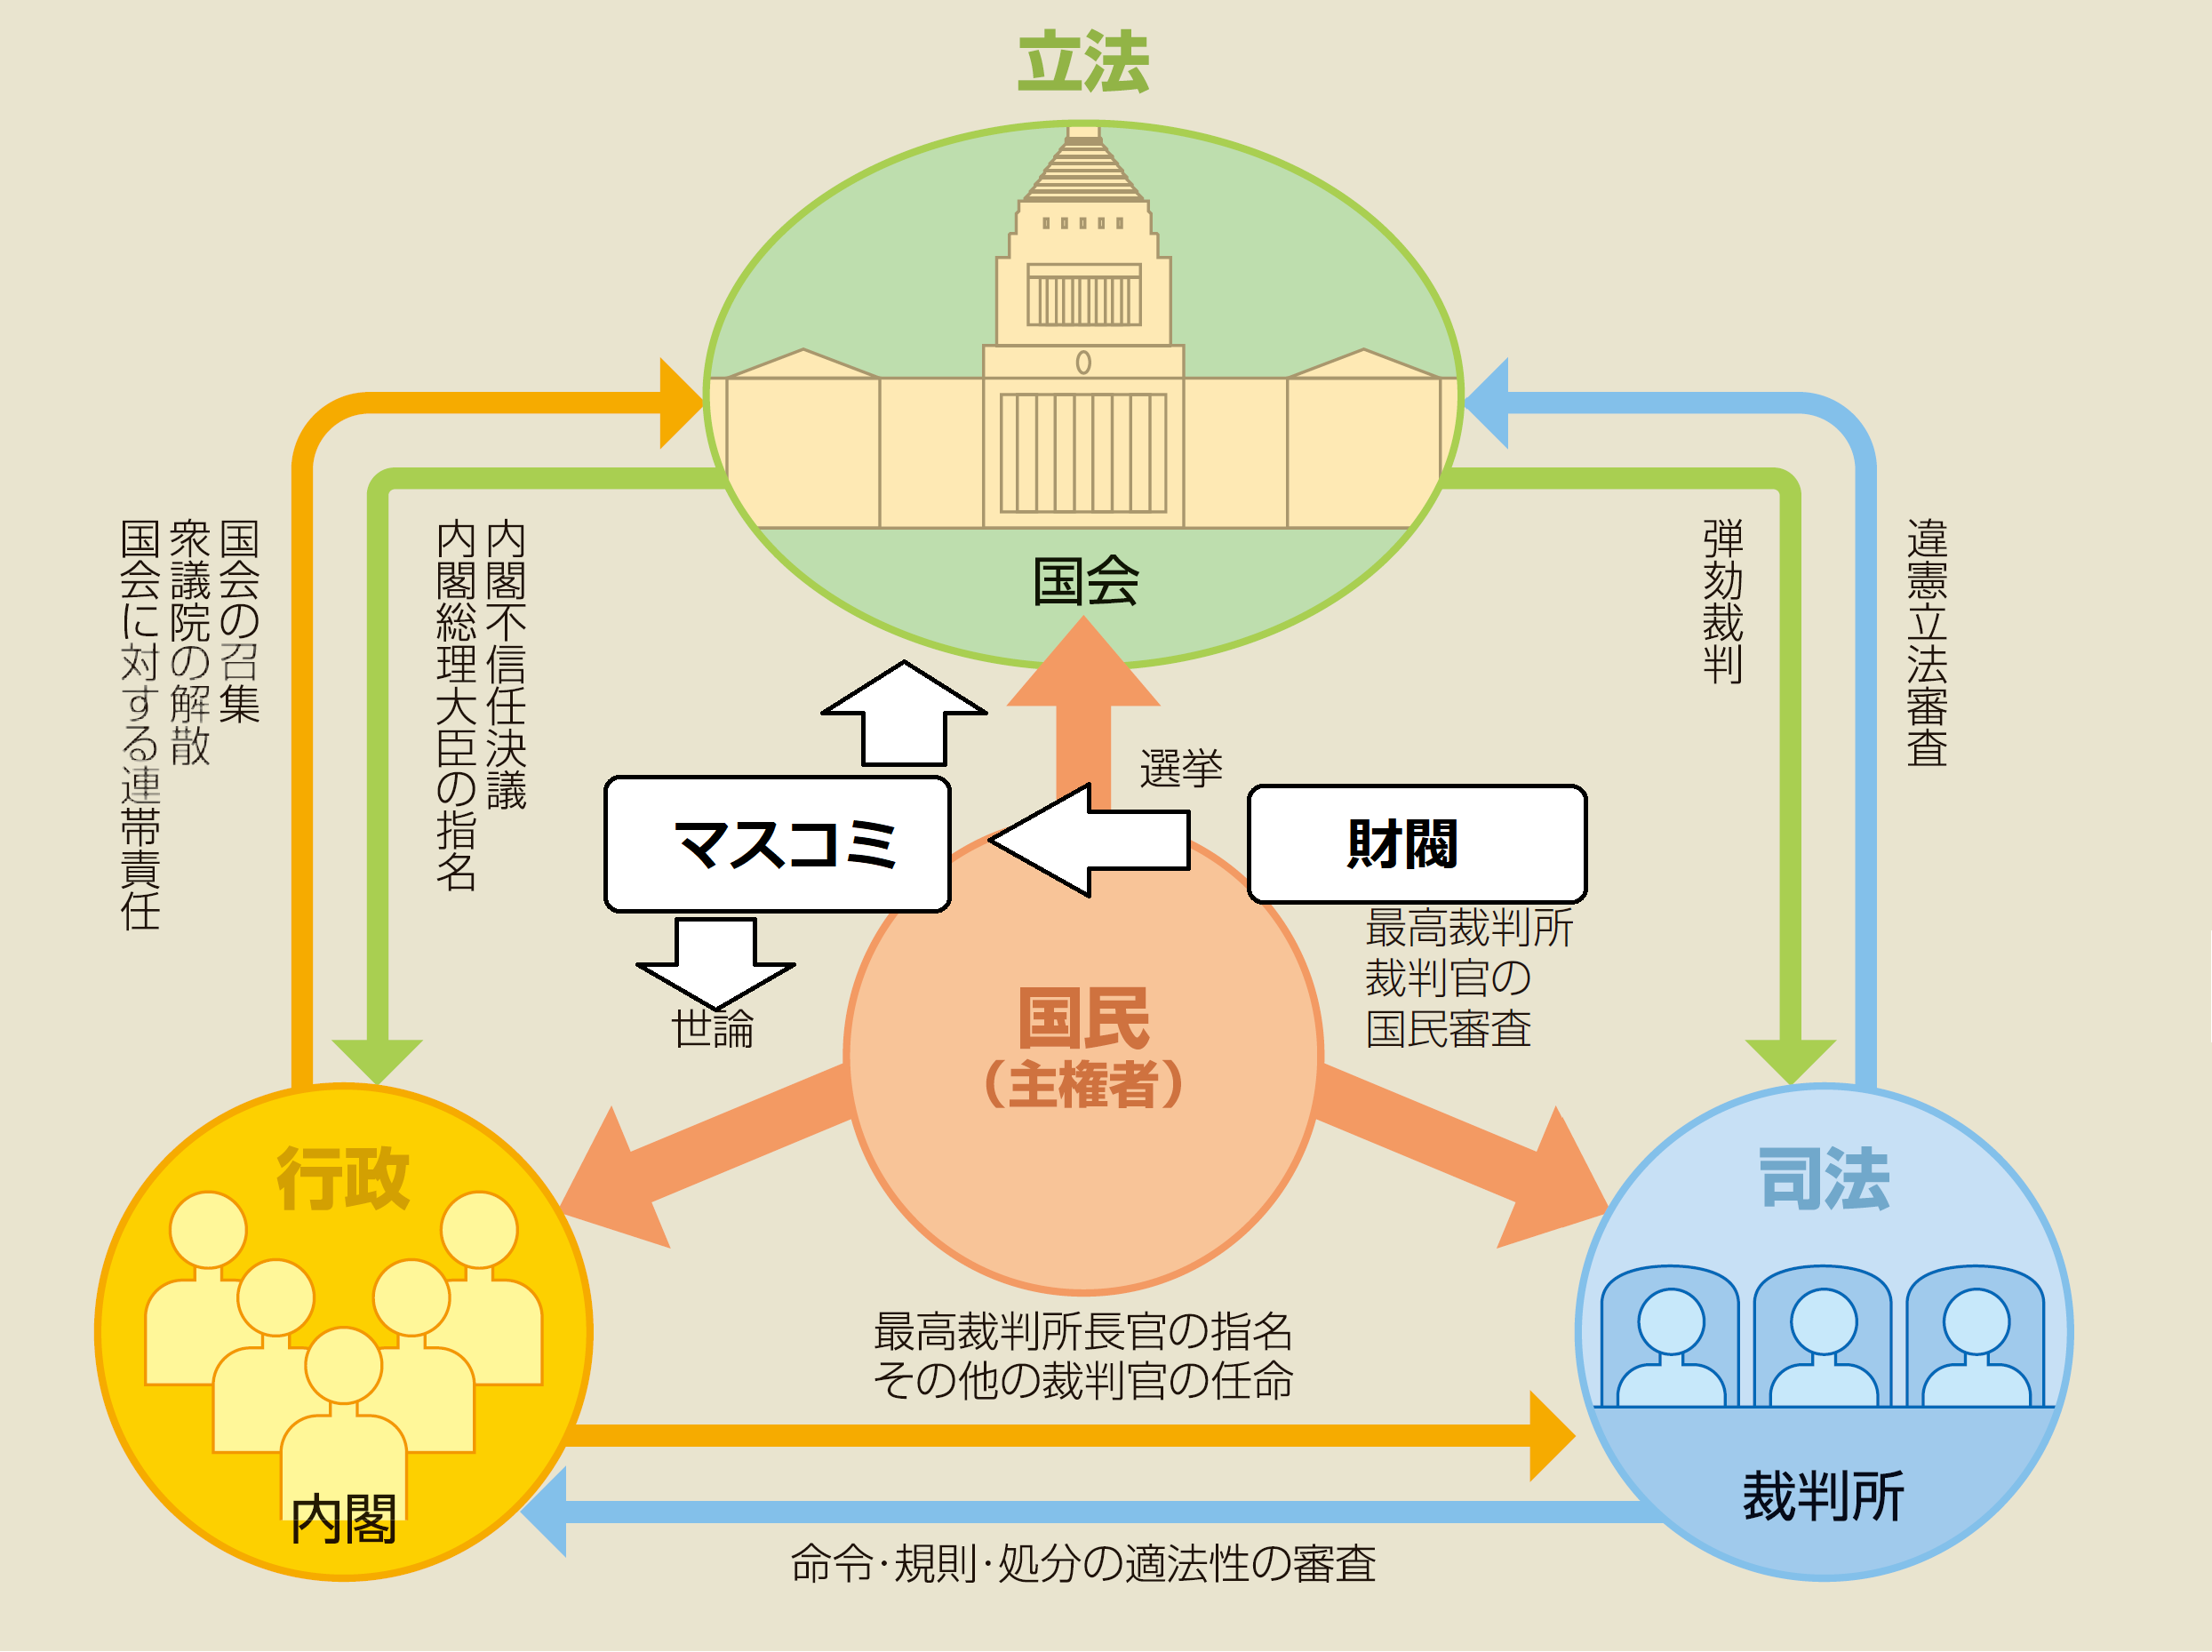 立法
国会
国会の召集
衆議院の解散
国会に対する連帯責任
内閣不信任決議
内閣総理大臣の指名
弾劾裁判
違憲立法審査
選挙
マスコミ
財閥
最高裁判所
裁判官の
国民審査
世論
国民
（主権者）
行政
内閣
司法
裁判所
最高裁判所長官の指名
その他の裁判官の任命
命令・規則・処分の適法性の審査